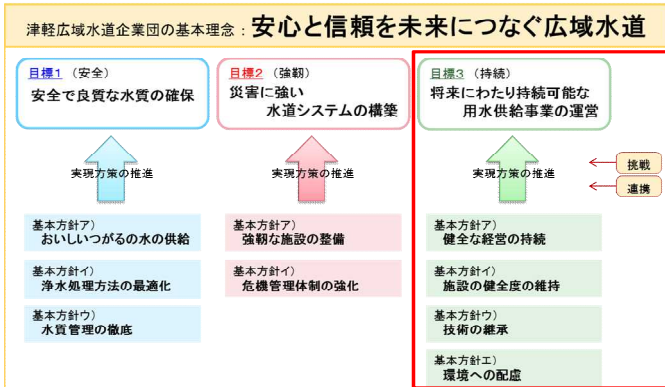 津軽広域水道企業団の基本理念：安心と信頼を未来につなぐ広域水道
目標1（安全）
安全で良質な水質の確保
実現方策の推進
基本方針ア）
おいしいつがるの水の供給
基本方針イ）
浄水処理方法の最適化
基本方針ウ）
水質管理の徹底
目標2（強靭）
災害に強い
水道システムの構築
実現方策の推進
基本方針ア）
強靭な施設の整備
基本方針イ）
危機管理体制の強化
目標3（持続）
将来にわたり持続可能な
用水供給事業の運営
実現方策の推進
挑戦
連携
基本方針ア）
健全な経営の持続
基本方針イ）
施設の健全度の維持
基本方針ウ）
技術の継承
基本方針エ）
環境への配慮